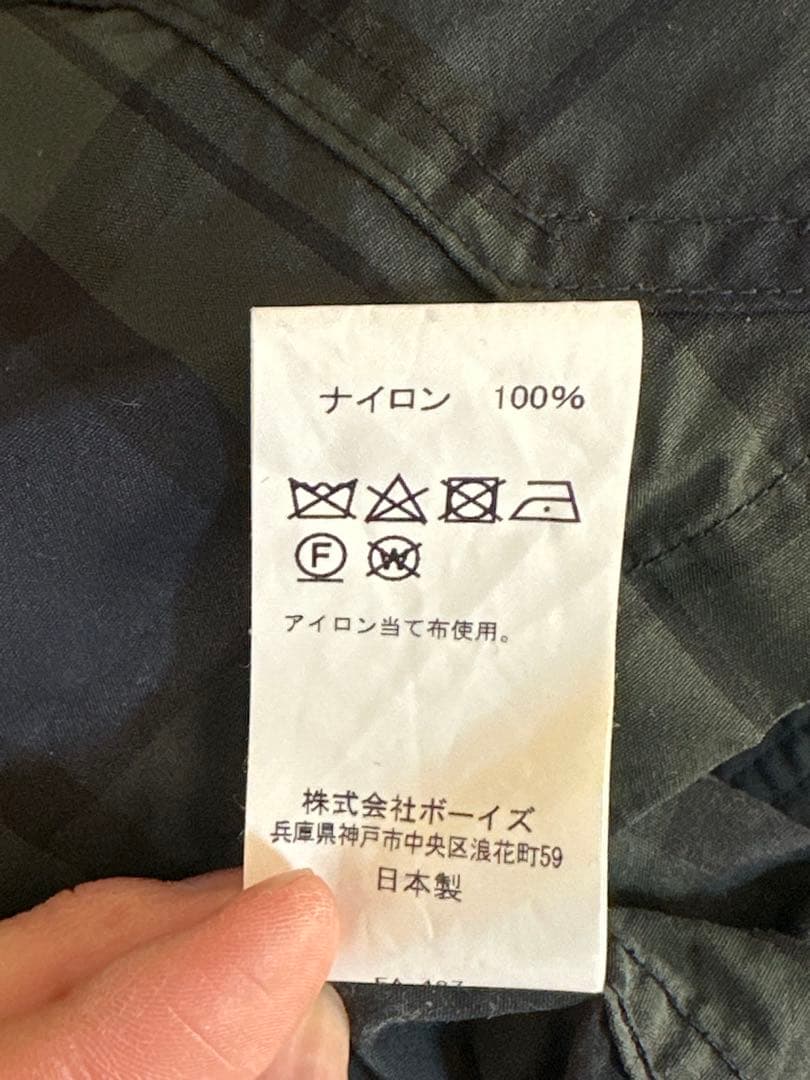 ナイロン 100%
F W
アイロン当て布使用。
株式会社ボーイズ
兵庫県神戸市中央区浪花町59
日本製